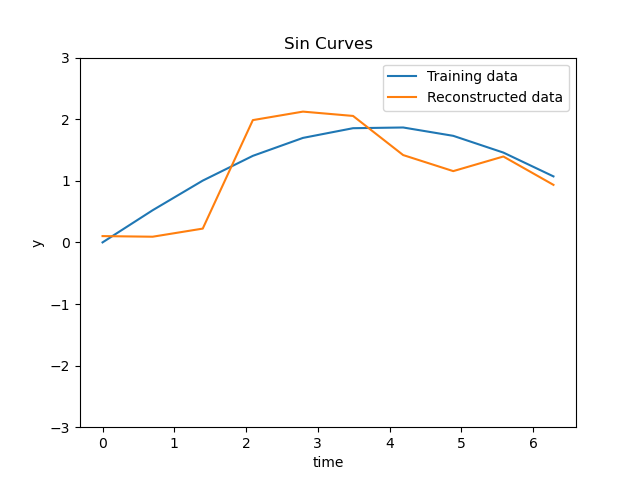 Sin Curves
Training data
Reconstructed data
3
2
1
0
−1
−2
−3
y
0 1 2 3 4 5 6
time